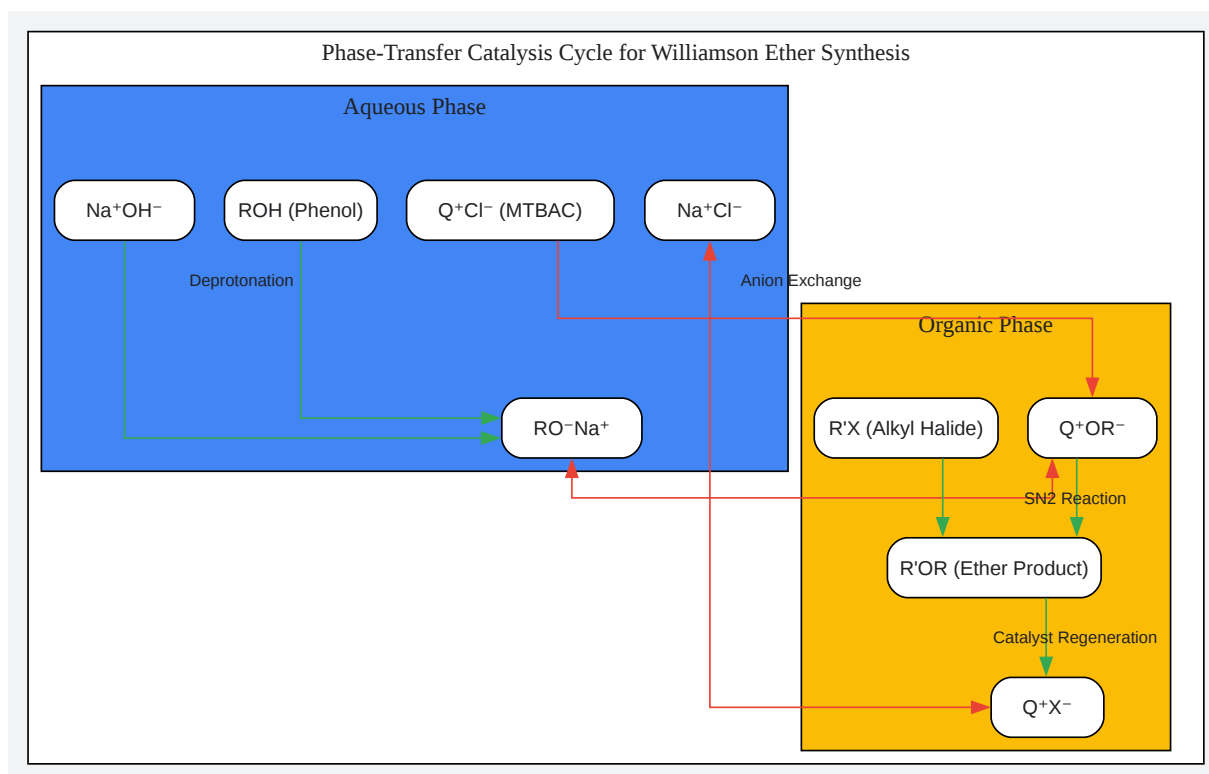 Phase-Transfer Catalysis Cycle for Williamson Ether Synthesis
Aqueous Phase
Na⁺OH⁻
ROH (Phenol)
Q⁺Cl⁻ (MTBAC)
Na⁺Cl⁻
Deprotonation
Anion Exchange
Organic Phase
RO⁻Na⁺
R'X (Alkyl Halide)
Q⁺OR⁻
SN2 Reaction
R'OR (Ether Product)
Catalyst Regeneration
Q⁺X⁻